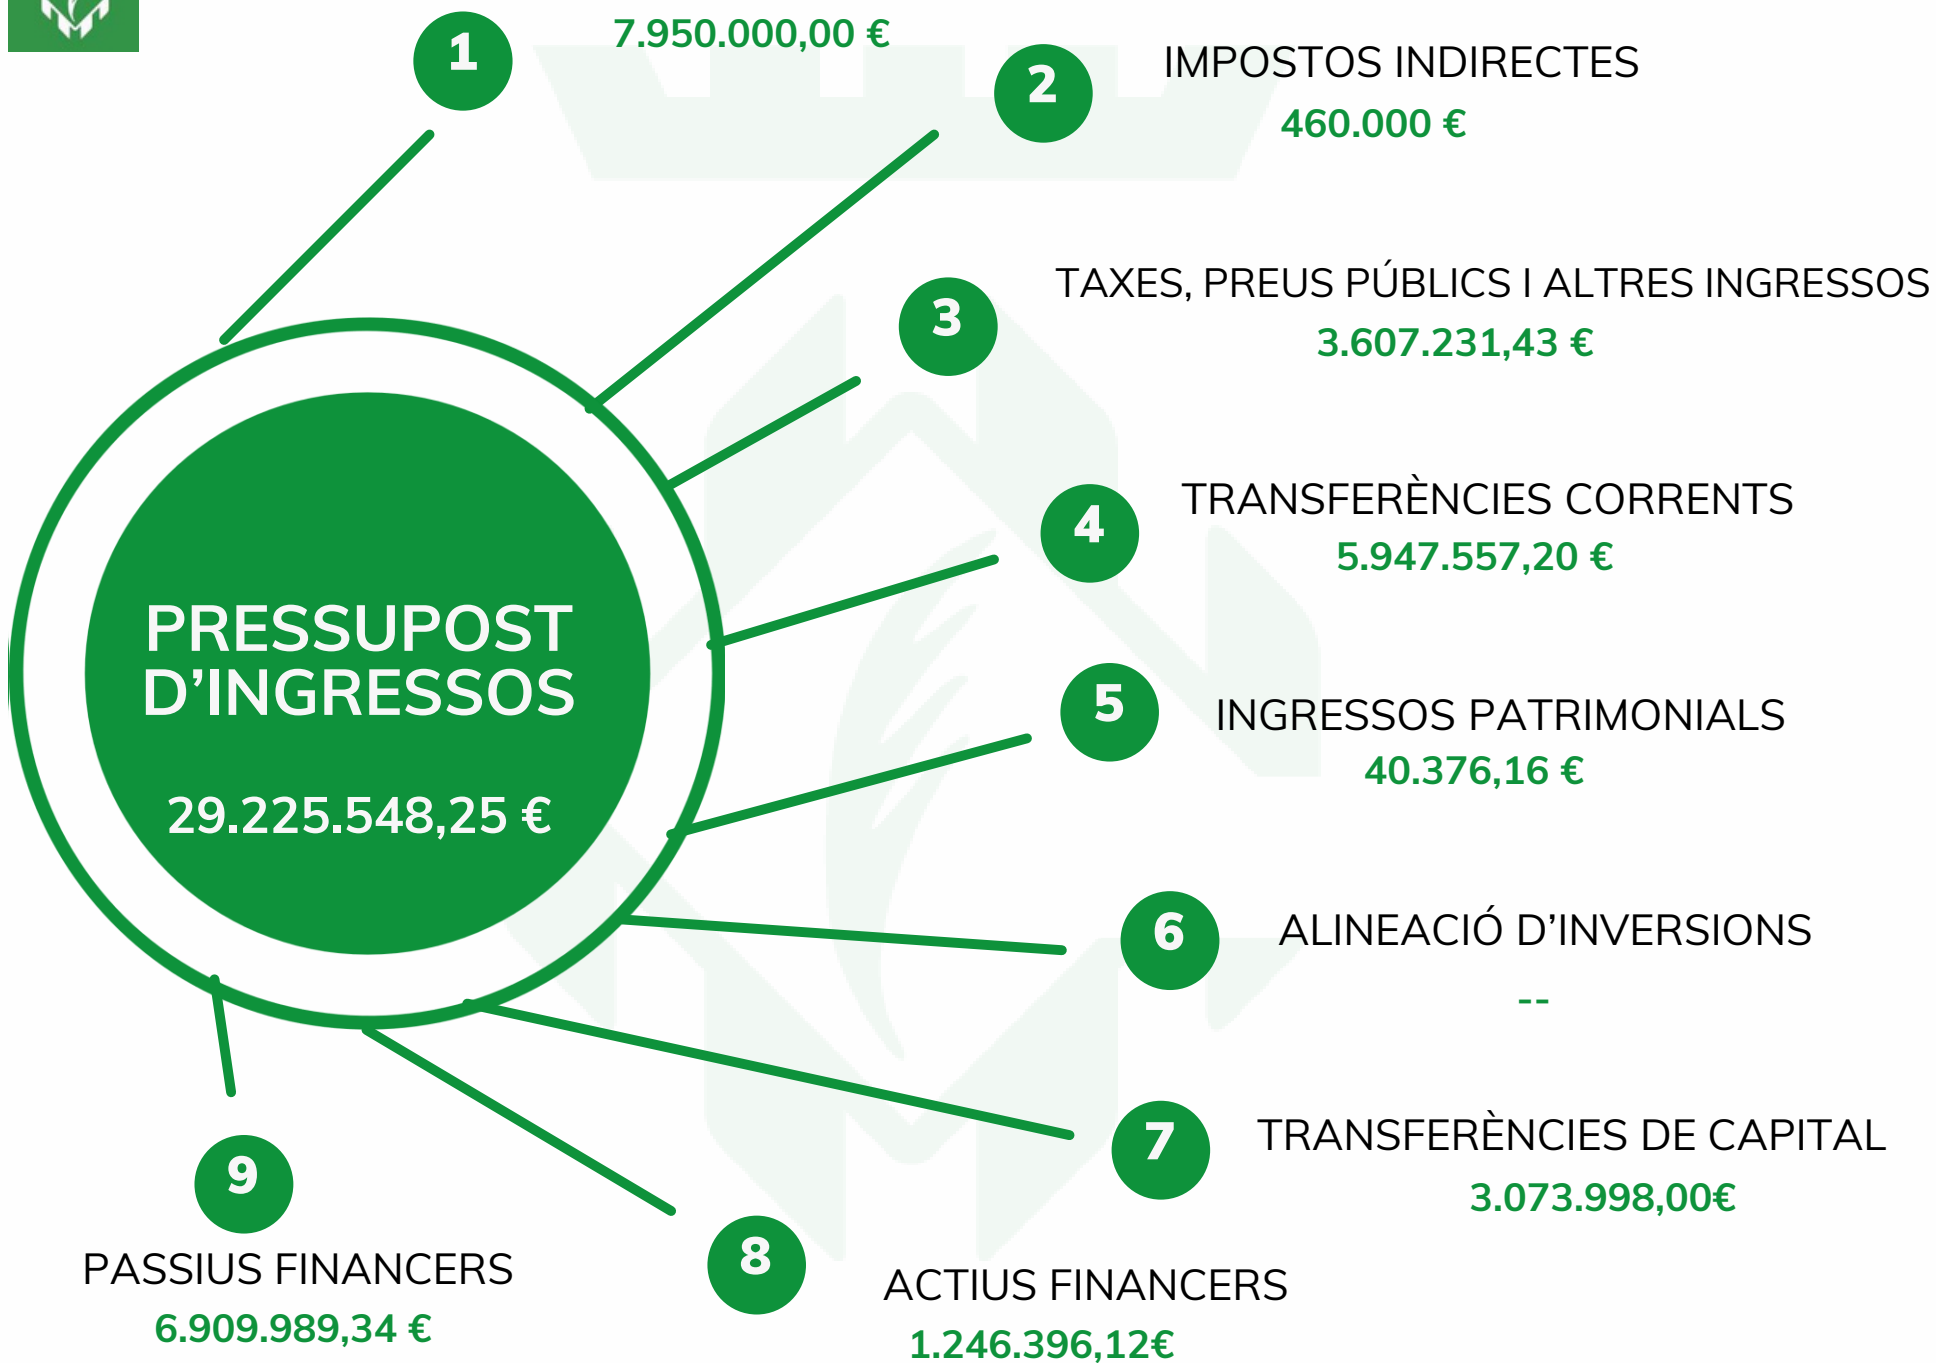 1
7.950.000,00 €
2
IMPOSTOS INDIRECTES
460.000 €
3
TAXES, PREUS PÚBLICS I ALTRES INGRESSOS
3.607.231,43 €
4
TRANSFERÈNCIES CORRENTS
5.947.557,20 €
PRESSUPOST
D’INGRESSOS
29.225.548,25 €
5
INGRESSOS PATRIMONIALS
40.376,16 €
6
ALINEACIÓ D’INVERSIONS
--
7
TRANSFERÈNCIES DE CAPITAL
3.073.998,00€
8
ACTIUS FINANCERS
1.246.396,12€
9
PASSIUS FINANCERS
6.909.989,34 €